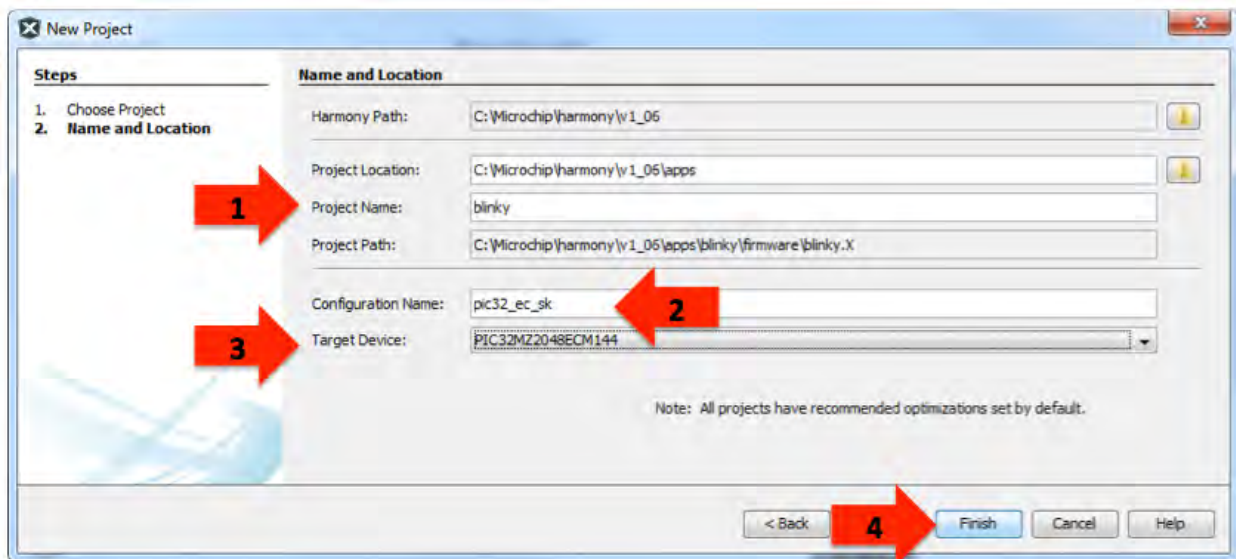 New Project
Steps
1. Choose Project
2. Name and Location
Name and Location
Harmony Path: C:\Microchip\harmony\v1_06
Project Location: C:\Microchip\harmony\v1_06\apps
1
Project Name: blinky
Project Path: C:\Microchip\harmony\v1_06\apps\blinky\firmware\blinky.X
Configuration Name: pic32_ec_sk
2
3
Target Device: PIC32MZ2048ECM144
Note: All projects have recommended optimizations set by default.
< Back
4
Finish
Cancel
Help